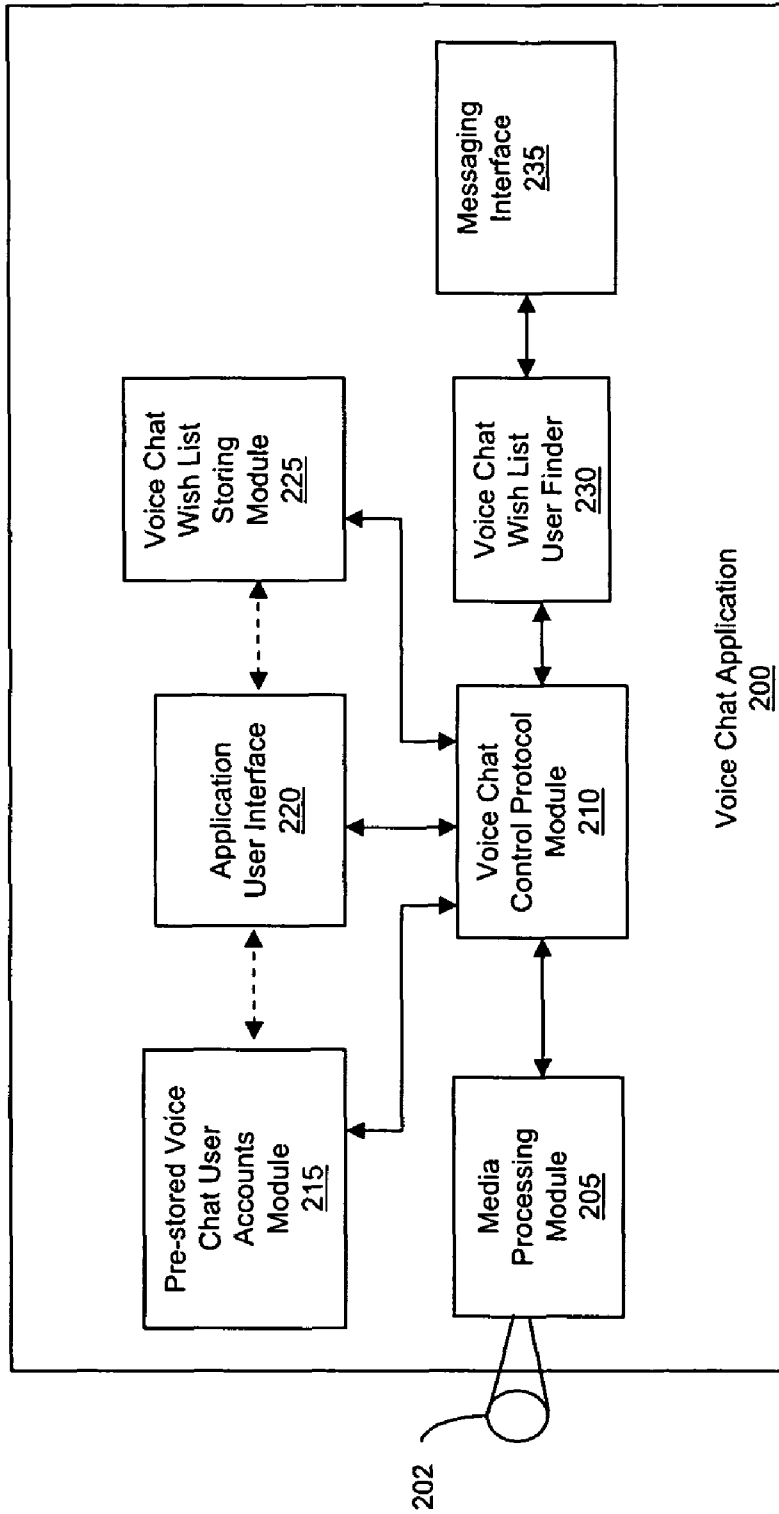 Pre-stored Voice
Chat User
Accounts
Module
215
Application
User Interface
220
Voice Chat
Wish List
Storing
Module
225
202
Media
Processing
Module
205
Voice Chat
Control Protocol
Module
210
Voice Chat
Wish List
User Finder
230
Messaging
Interface
235
Voice Chat Application
200